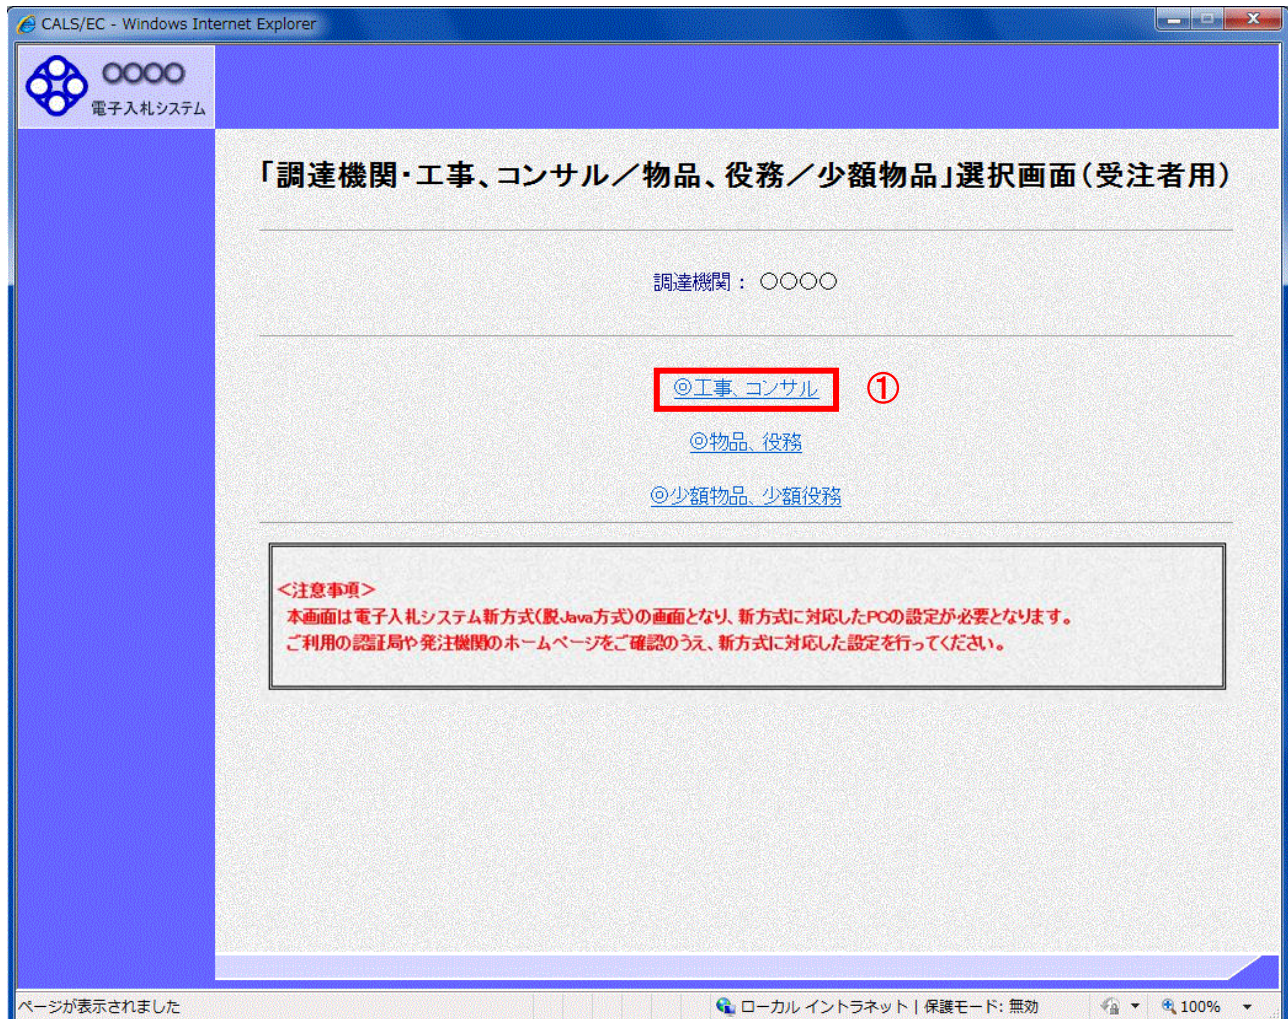 CALS/EC - Windows Internet Explorer
○○○○
電子入札システム
「調達機関・工事、コンサル／物品、役務／少額物品」選択画面（受注者用）
調達機関： ○○○○
◎工事、コンサル
①
◎物品、役務
◎少額物品、少額役務
＜注意事項＞
本画面は電子入札システム新方式(脱Java方式)の画面となり、新方式に対応したPCの設定が必要となります。
ご利用の認証局や発注機関のホームページをご確認のうえ、新方式に対応した設定を行ってください。
ページが表示されました
ローカル イントラネット | 保護モード: 無効
100%